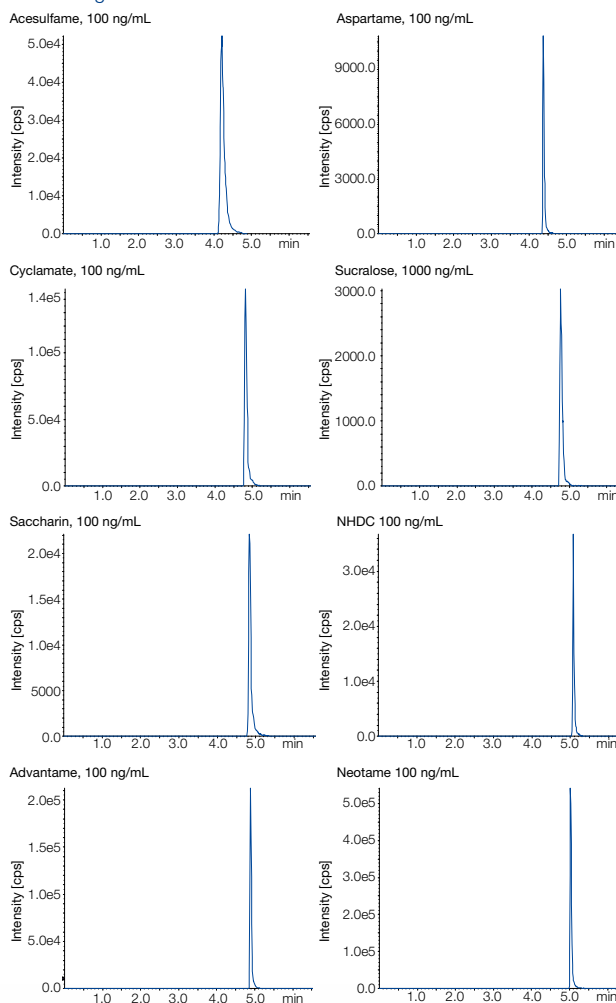 Acesulfame, 100 ng/mL
Intensity [cps]
5.0e4
4.0e4
3.0e4
2.0e4
1.0e4
0.0
1.0 2.0 3.0 4.0 5.0 min
Aspartame, 100 ng/mL
Intensity [cps]
9000.0
6000.0
3000.0
0.0
1.0 2.0 3.0 4.0 5.0 min
Cyclamate, 100 ng/mL
Intensity [cps]
1.4e5
1.0e5
5.0e4
0.0
1.0 2.0 3.0 4.0 5.0 min
Sucralose, 1000 ng/mL
Intensity [cps]
3000.0
2000.0
1000.0
0.0
1.0 2.0 3.0 4.0 5.0 min
Saccharin, 100 ng/mL
Intensity [cps]
2.0e4
1.5e4
1.0e4
5000
0.0
1.0 2.0 3.0 4.0 5.0 min
NHDC 100 ng/mL
Intensity [cps]
3.0e4
2.0e4
1.0e4
0.0
1.0 2.0 3.0 4.0 5.0 min
Advantame, 100 ng/mL
Intensity [cps]
2.0e5
1.5e5
1.0e5
5.0e4
0.0
1.0 2.0 3.0 4.0 5.0 min
Neotame 100 ng/mL
Intensity [cps]
5.0e5
4.0e5
3.0e5
2.0e5
1.0e5
0.0
1.0 2.0 3.0 4.0 5.0 min